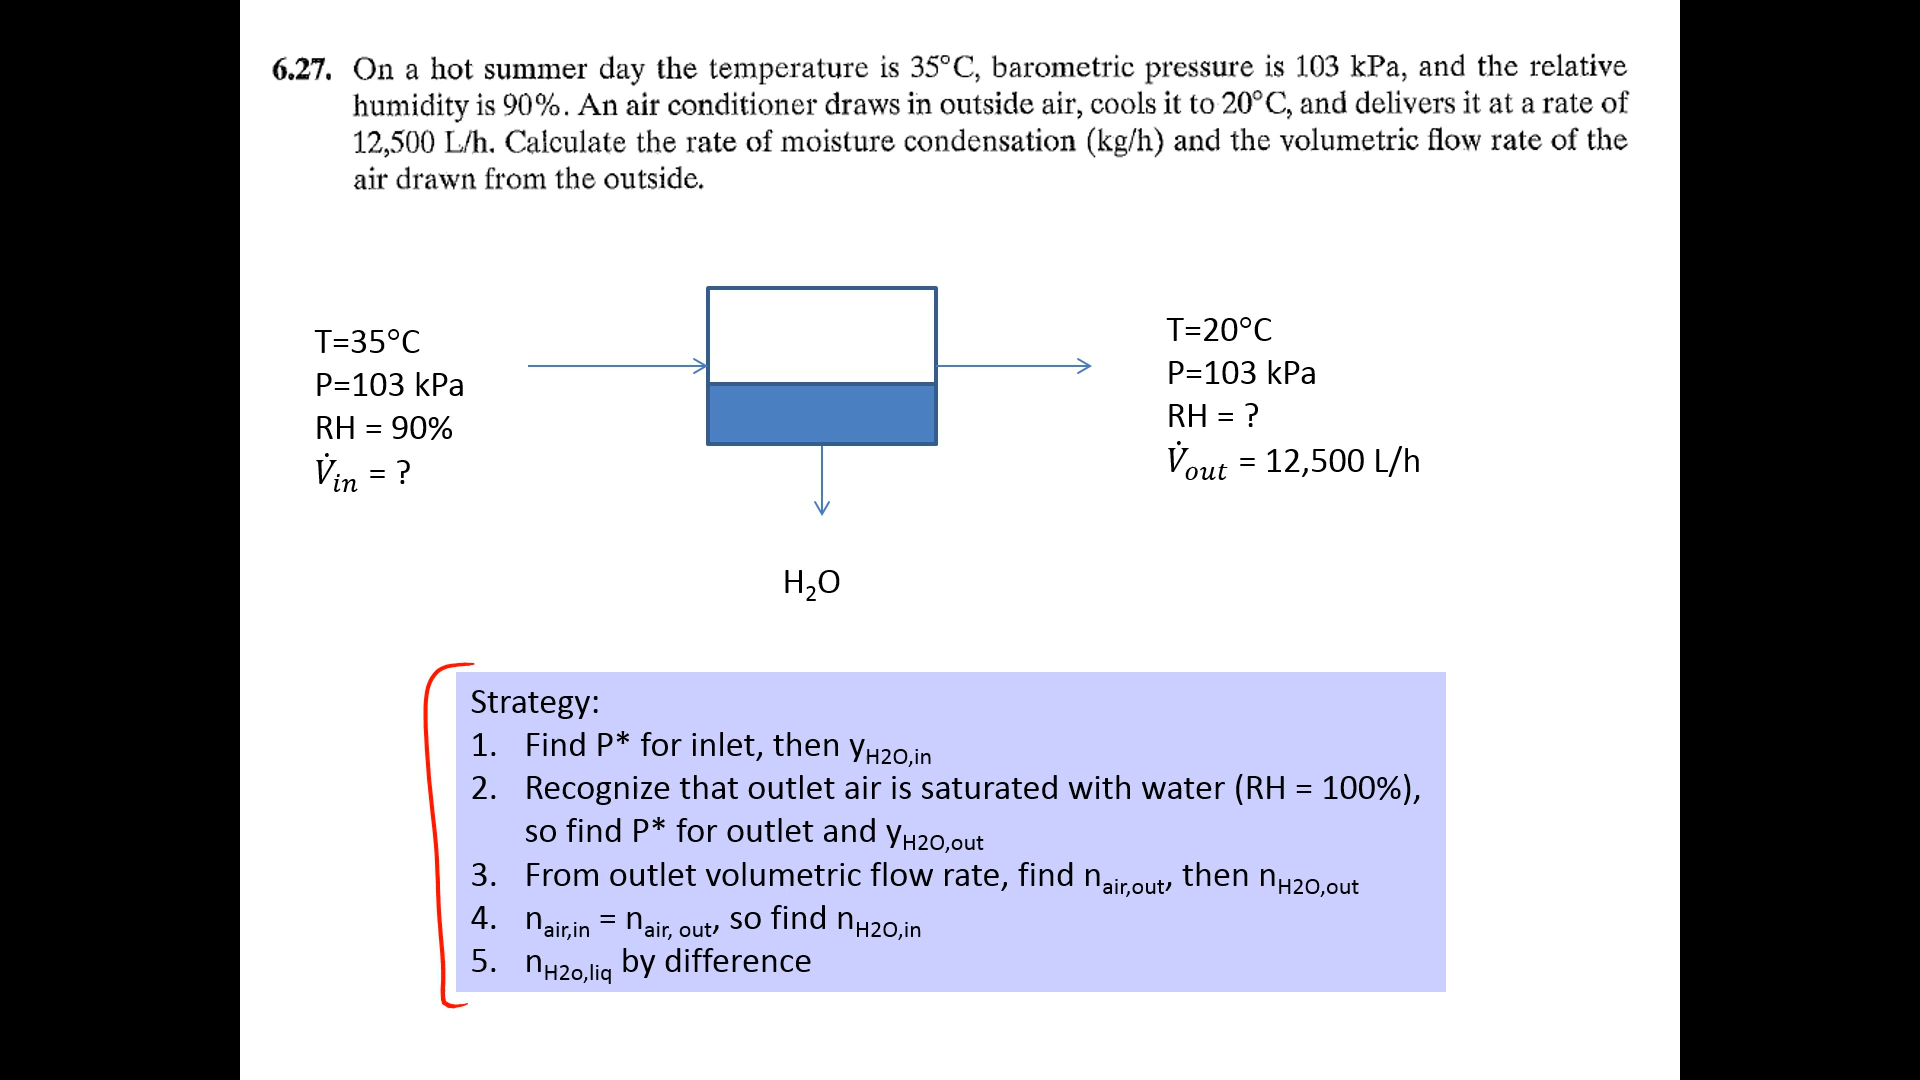 6.27. On a hot summer day the temperature is 35°C, barometric pressure is 103 kPa, and the relative
humidity is 90%. An air conditioner draws in outside air, cools it to 20°C, and delivers it at a rate of
12,500 L/h. Calculate the rate of moisture condensation (kg/h) and the volumetric flow rate of the
air drawn from the outside.
T=35°C
P=103 kPa
RH = 90%
V̇in = ?
T=20°C
P=103 kPa
RH = ?
V̇out = 12,500 L/h
H2O
Strategy:
1. Find P* for inlet, then yH2O,in
2. Recognize that outlet air is saturated with water (RH = 100%),
so find P* for outlet and yH2O,out
3. From outlet volumetric flow rate, find nair,out, then nH2O,out
4. nair,in = nair, out, so find nH2O,in
5. nH2o,liq by difference